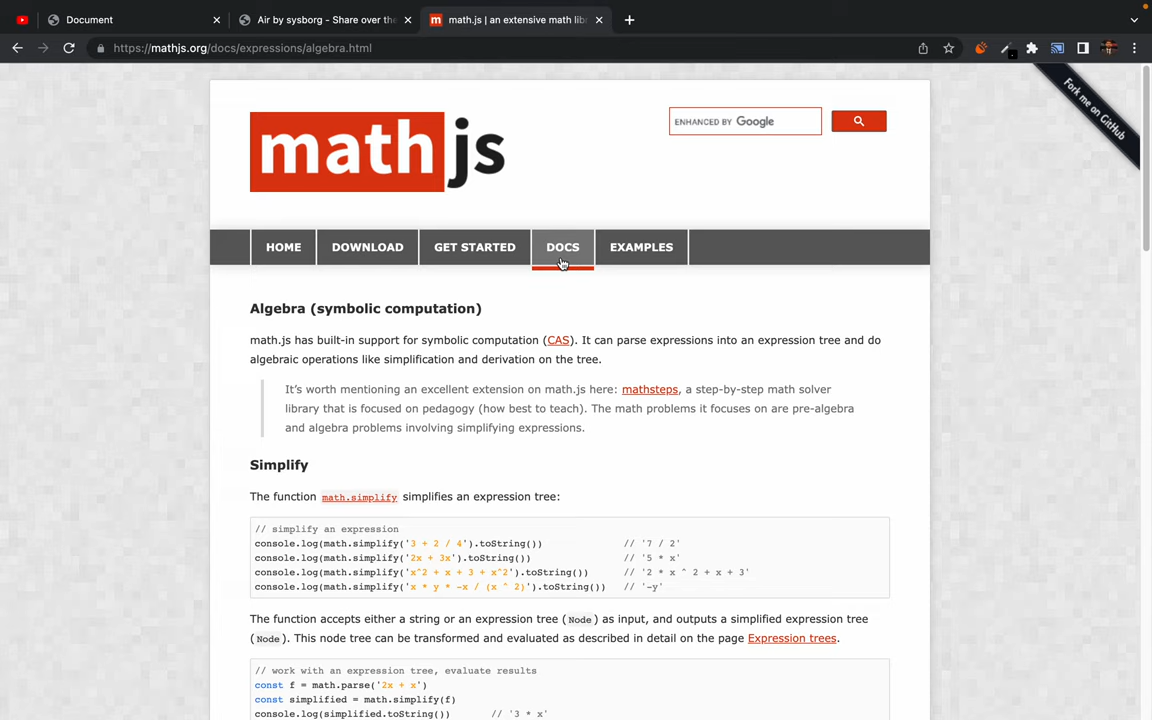 Document
Air by sysborg - Share over the
math.js | an extensive math lib
https://mathjs.org/docs/expressions/algebra.html
Fork me on GitHub
math.js
ENHANCED BY Google
HOME
DOWNLOAD
GET STARTED
DOCS
EXAMPLES
Algebra (symbolic computation)
math.js has built-in support for symbolic computation (CAS). It can parse expressions into an expression tree and do
algebraic operations like simplification and derivation on the tree.
It's worth mentioning an excellent extension on math.js here: mathsteps, a step-by-step math solver
library that is focused on pedagogy (how best to teach). The math problems it focuses on are pre-algebra
and algebra problems involving simplifying expressions.
Simplify
The function math.simplify simplifies an expression tree:
// simplify an expression
console.log(math.simplify('3 + 2 / 4').toString()) // '7 / 2'
console.log(math.simplify('2x + 3x').toString()) // '5 * x'
console.log(math.simplify('x^2 + x + 3 + x^2').toString()) // '2 * x ^ 2 + x + 3'
console.log(math.simplify('x * y * -x / (x ^ 2)').toString()) // '-y'
The function accepts either a string or an expression tree (Node) as input, and outputs a simplified expression tree
(Node). This node tree can be transformed and evaluated as described in detail on the page Expression trees.
// work with an expression tree, evaluate results
const f = math.parse('2x + x')
const simplified = math.simplify(f)
console.log(simplified.toString()) // '3 * x'